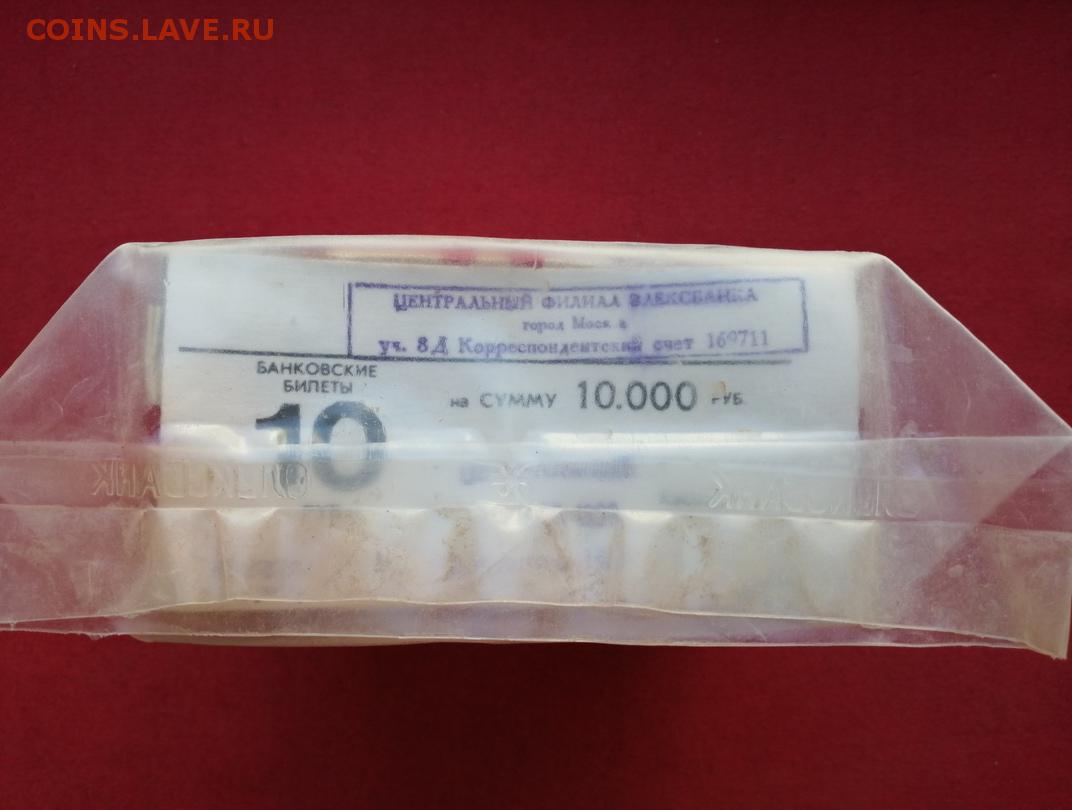 COINS.LAVE.RU
ЦЕНТРАЛЬНЫЙ ФИЛИАЛ ЭЛЕКСБАНКА
город Москва
уч. 8Д Корреспондентский счет 169711
БАНКОВСКИЕ
БИЛЕТЫ
на СУММУ 10.000 РУБ.
10